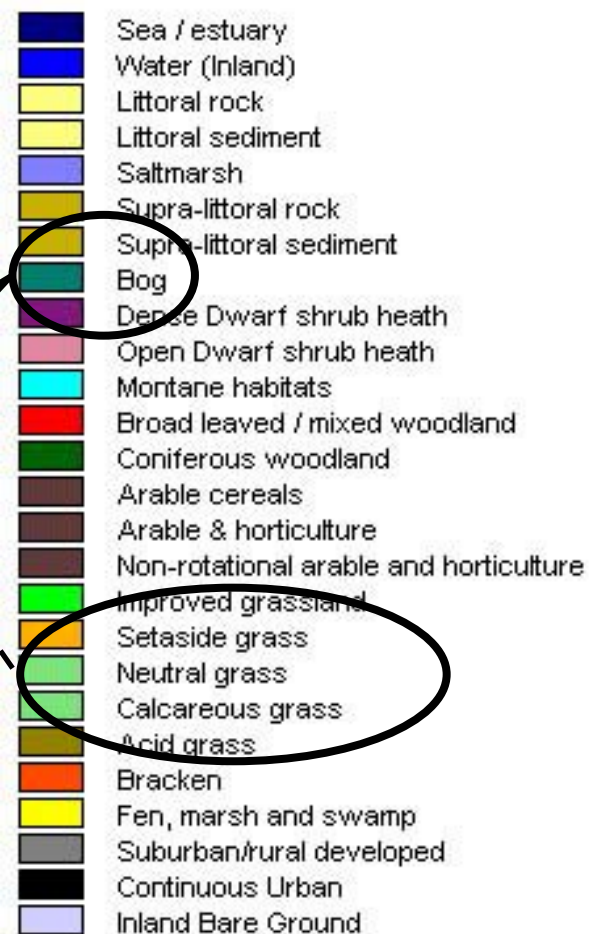 Sea / estuary
Water (Inland)
Littoral rock
Littoral sediment
Saltmarsh
Supra-littoral rock
Supra-littoral sediment
Bog
Dense Dwarf shrub heath
Open Dwarf shrub heath
Montane habitats
Broad leaved / mixed woodland
Coniferous woodland
Arable cereals
Arable & horticulture
Non-rotational arable and horticulture
Improved grassland
Setaside grass
Neutral grass
Calcareous grass
Acid grass
Bracken
Fen, marsh and swamp
Suburban/rural developed
Continuous Urban
Inland Bare Ground